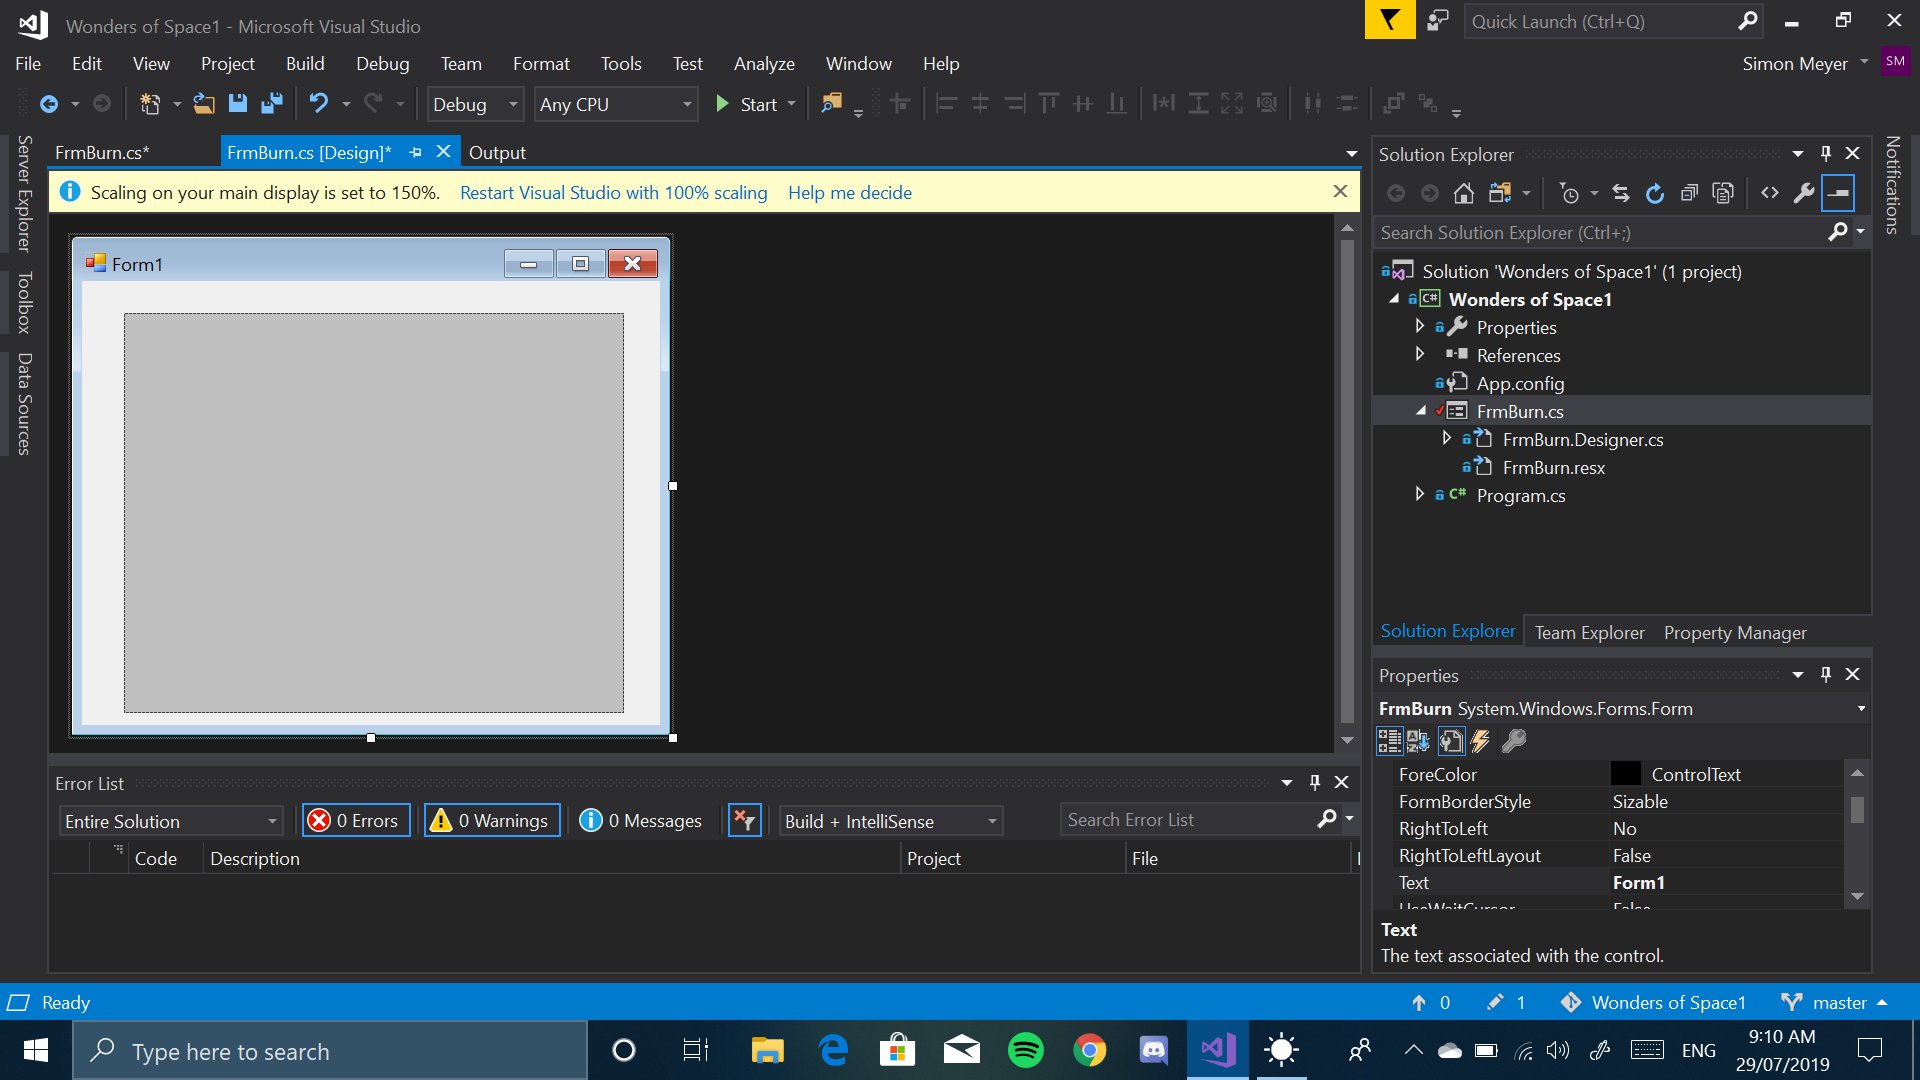 Wonders of Space1 - Microsoft Visual Studio
Quick Launch (Ctrl+Q)
File Edit View Project Build Debug Team Format Tools Test Analyze Window Help
Simon Meyer SM
Debug Any CPU Start
Server Explorer
Toolbox
Data Sources
FrmBurn.cs* FrmBurn.cs [Design]* Output
Scaling on your main display is set to 150%. Restart Visual Studio with 100% scaling Help me decide
Form1
Error List
Entire Solution 0 Errors 0 Warnings 0 Messages Build + IntelliSense Search Error List
Code Description Project File
Solution Explorer
Search Solution Explorer (Ctrl+;)
Solution 'Wonders of Space1' (1 project)
C# Wonders of Space1
Properties
References
App.config
FrmBurn.cs
FrmBurn.Designer.cs
FrmBurn.resx
C# Program.cs
Solution Explorer Team Explorer Property Manager
Properties
FrmBurn System.Windows.Forms.Form
ForeColor ControlText
FormBorderStyle Sizable
RightToLeft No
RightToLeftLayout False
Text Form1
UseWaitCursor False
Text
The text associated with the control.
Notifications
Ready 0 1 Wonders of Space1 master
Type here to search
ENG
9:10 AM
29/07/2019